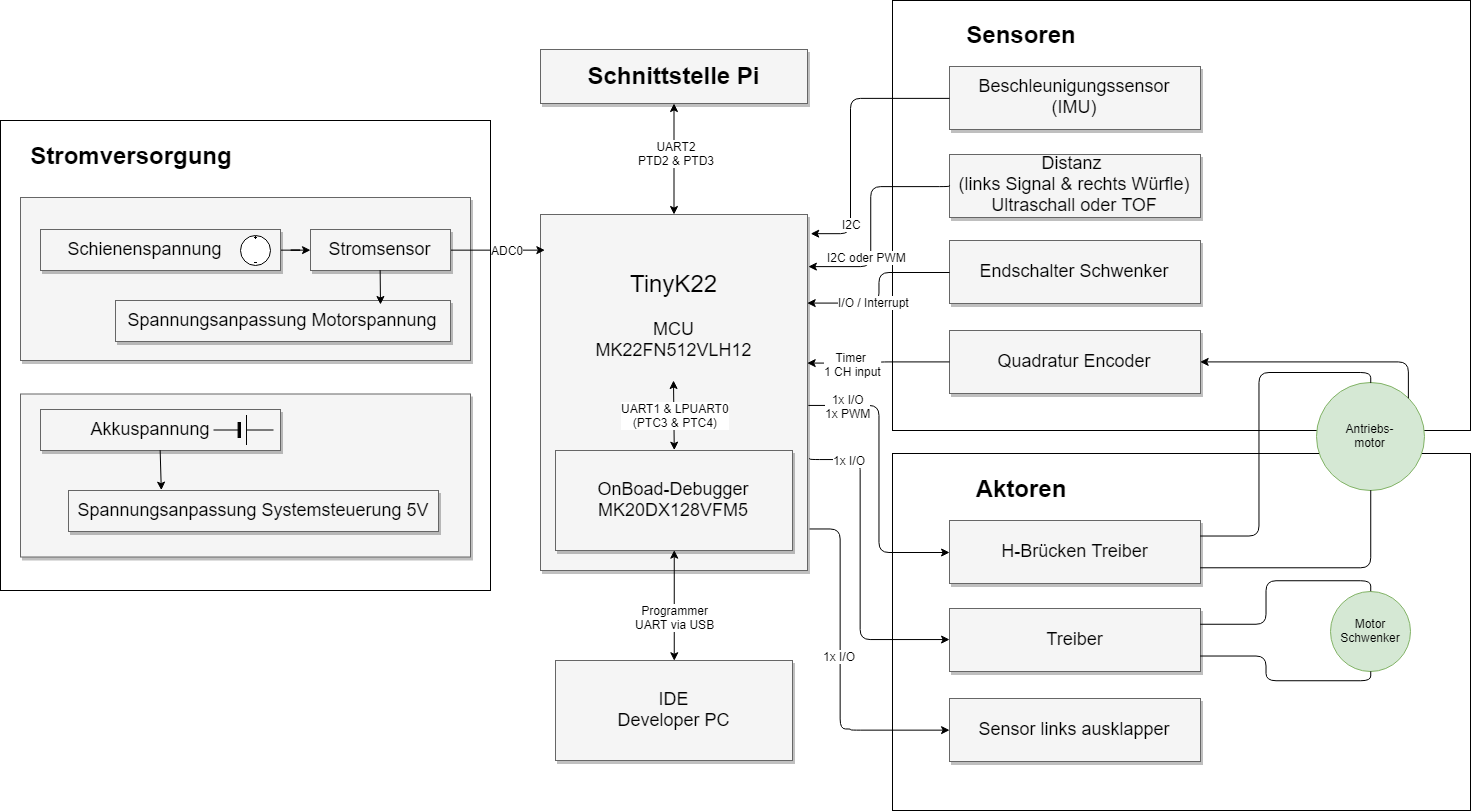 Stromversorgung
Schienenspannung
Stromsensor
Spannungsanpassung Motorspannung
Akkuspannung
Spannungsanpassung Systemsteuerung 5V
ADC0
Schnittstelle Pi
UART2
PTD2 & PTD3
TinyK22
MCU
MK22FN512VLH12
UART1 & LPUART0
(PTC3 & PTC4)
OnBoad-Debugger
MK20DX128VFM5
Programmer
UART via USB
IDE
Developer PC
I2C
I2C oder PWM
I/O / Interrupt
Timer
1 CH input
1x I/O
1x PWM
1x I/O
1x I/O
Sensoren
Beschleunigungssensor
(IMU)
Distanz
(links Signal & rechts Würfle)
Ultraschall oder TOF
Endschalter Schwenker
Quadratur Encoder
Antriebs-
motor
Aktoren
H-Brücken Treiber
Treiber
Motor
Schwenker
Sensor links ausklapper